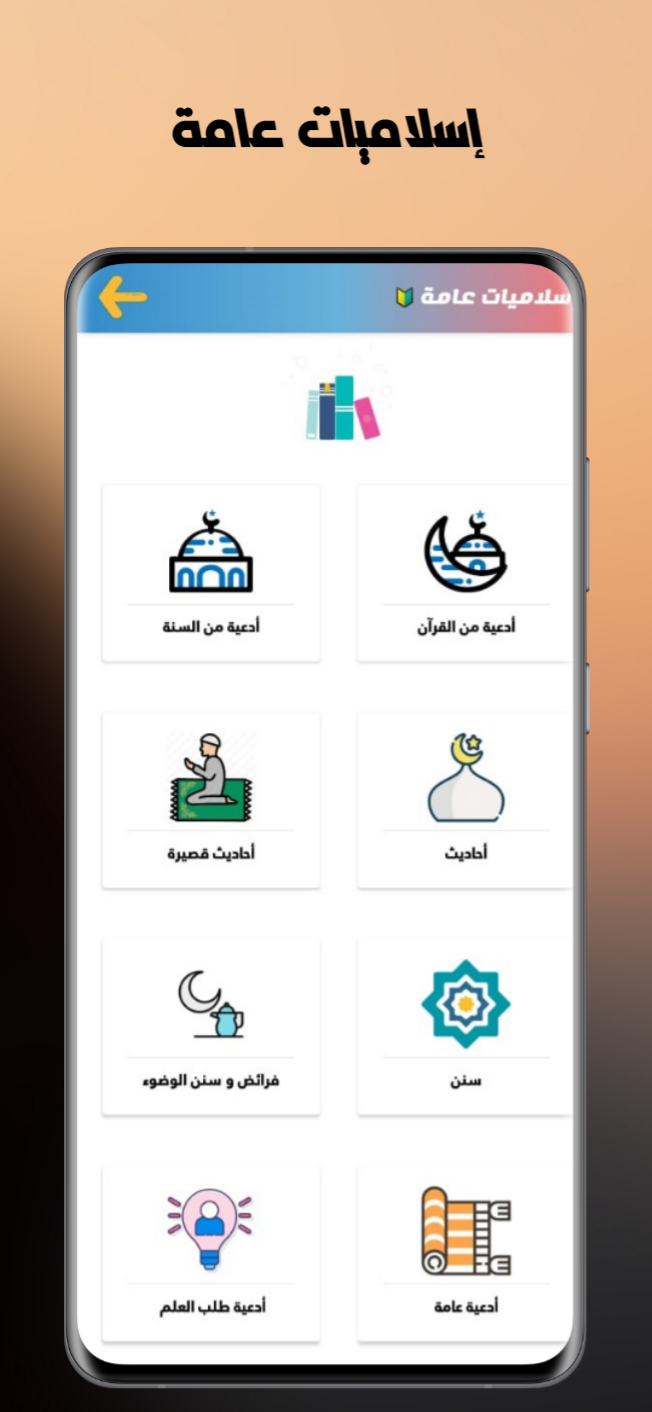 إسلاميات عامة
سلاميات عامة 🔰
أدعية من القرآن
أدعية من السنة
أحاديث
أحاديث قصيرة
سنن
فرائض و سنن الوضوء
أدعية عامة
أدعية طلب العلم